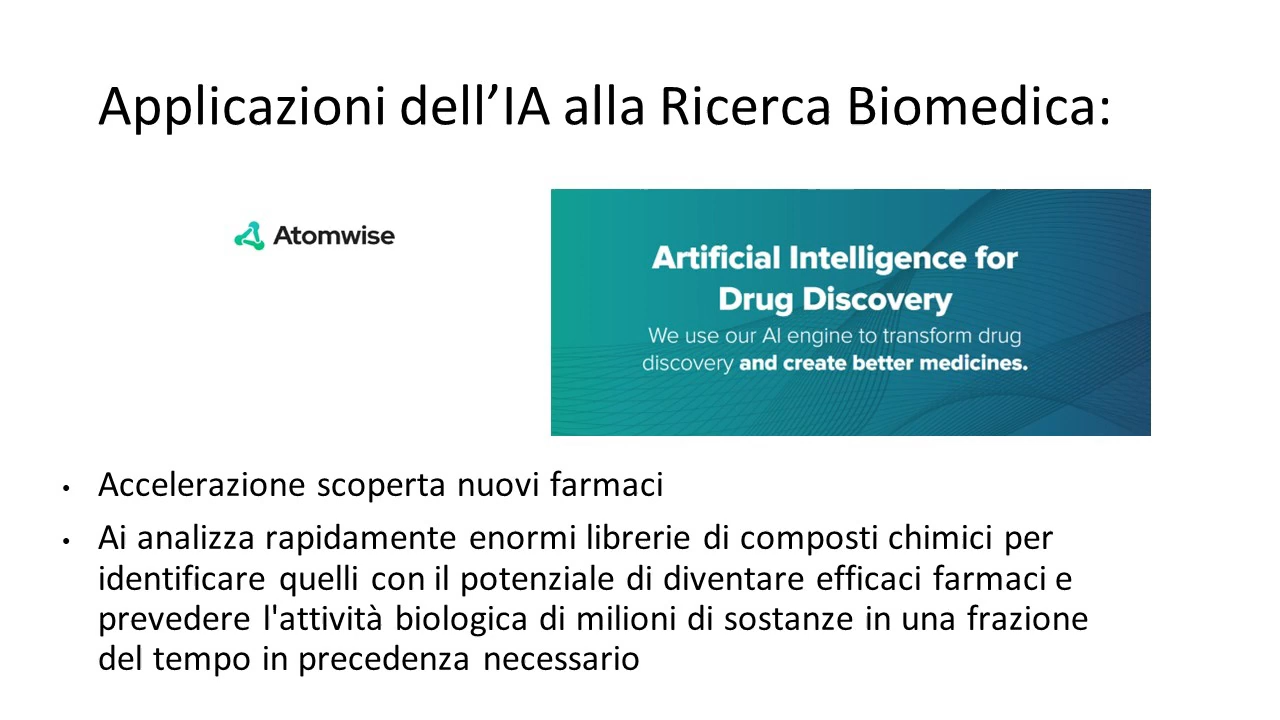 Applicazioni dell’IA alla Ricerca Biomedica:
Atomwise
Artificial Intelligence for
Drug Discovery
We use our AI engine to transform drug
discovery and create better medicines.
• Accelerazione scoperta nuovi farmaci
• Ai analizza rapidamente enormi librerie di composti chimici per
identificare quelli con il potenziale di diventare efficaci farmaci e
prevedere l'attività biologica di milioni di sostanze in una frazione
del tempo in precedenza necessario